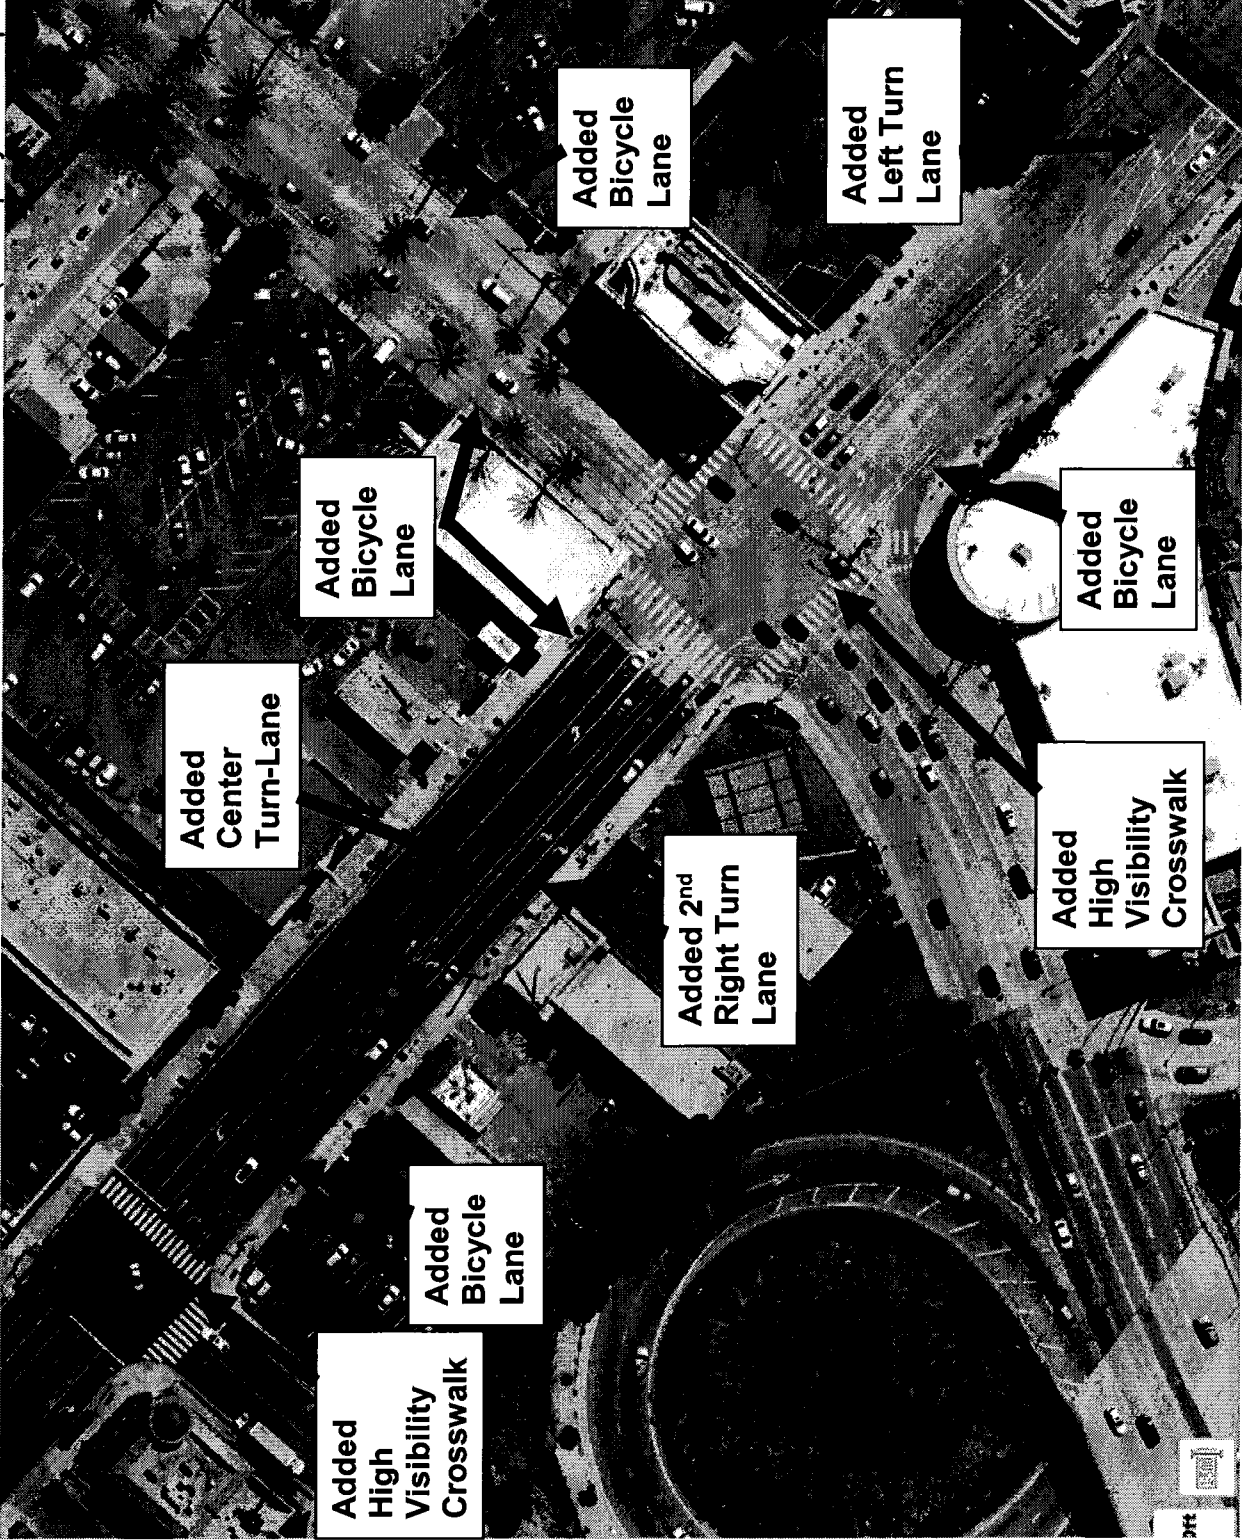 Added
Center
Turn-Lane
Added
Bicycle
Lane
Added
High
Visibility
Crosswalk
Added
Bicycle
Lane
Added
Bicycle
Lane
Added 2nd
Right Turn
Lane
Added
Left Turn
Lane
Added
High
Visibility
Crosswalk
Added
Bicycle
Lane
ft